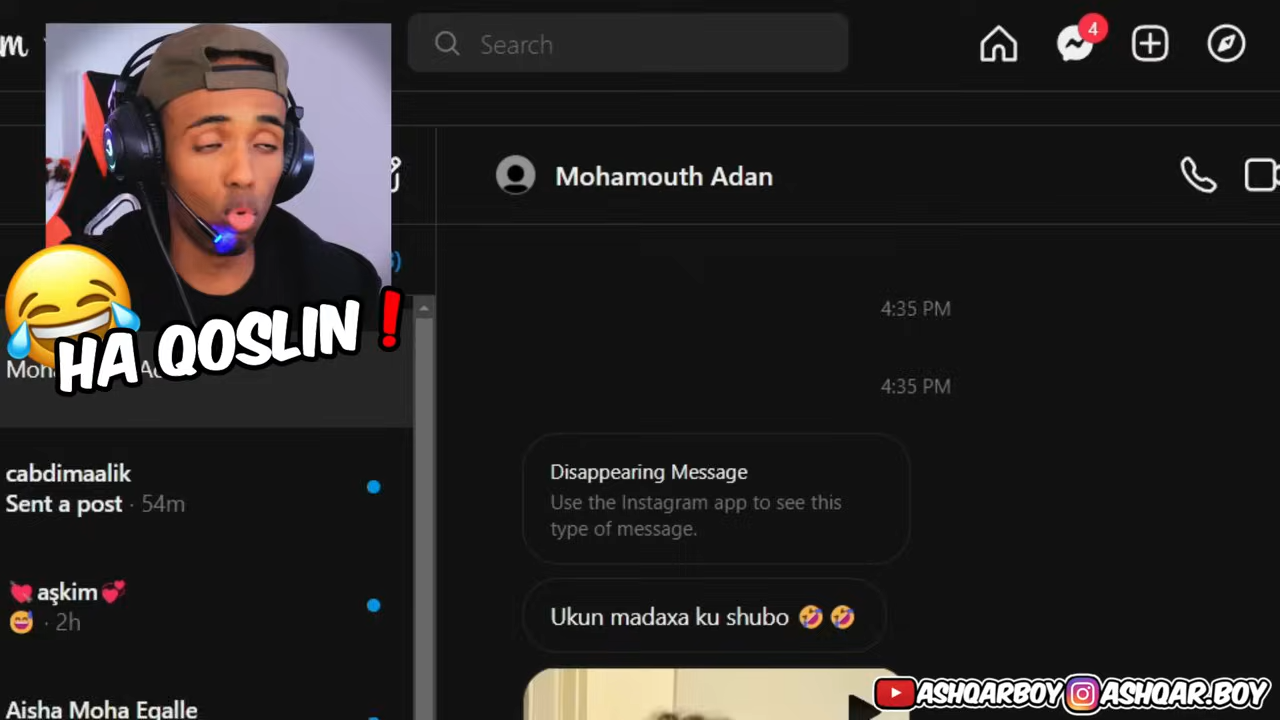 m
Search
4
Mohamouth Adan
4:35 PM
4:35 PM
HA QOSLIN❗
Disappearing Message
Use the Instagram app to see this
type of message.
cabdimaalik
Sent a post · 54m
💘 aşkim💞
😅 · 2h
Ukun madaxa ku shubo 🤣🤣
Aisha Moha Egalle
ASHQARBOY
ASHQAR.BOY